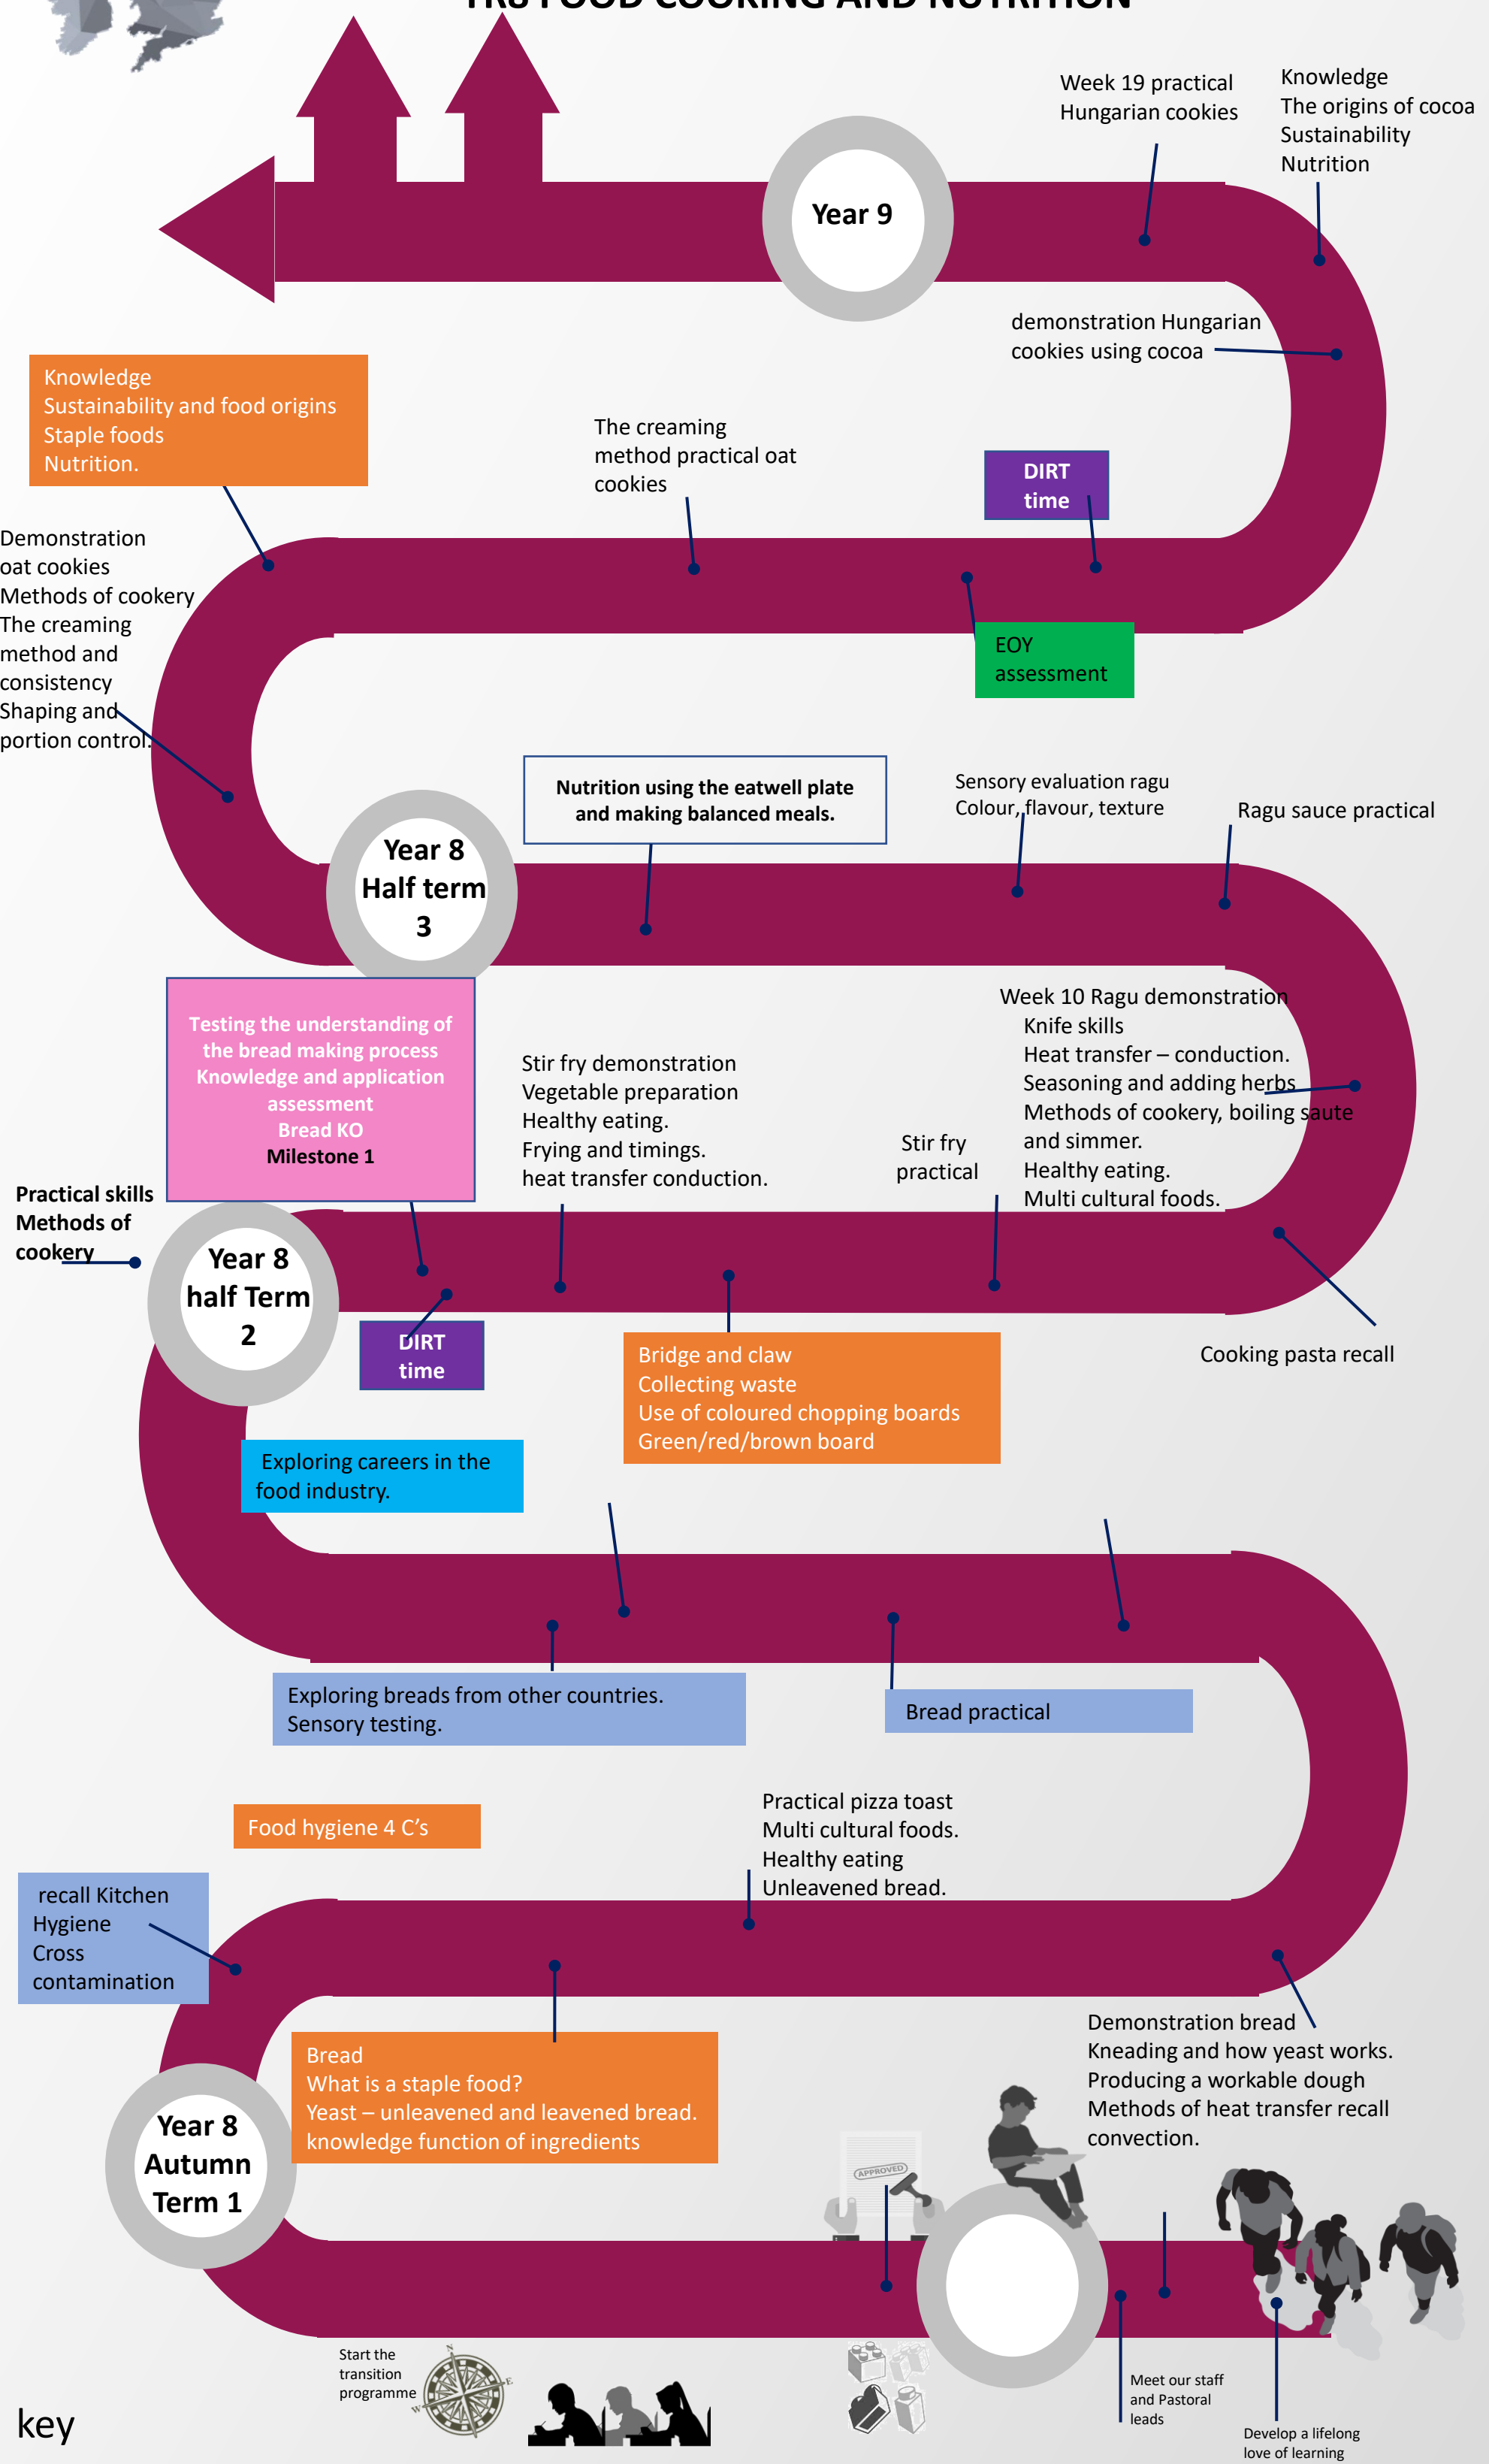 YR8 FOOD COOKING AND NUTRITION
Week 19 practical
Hungarian cookies
Knowledge
The origins of cocoa
Sustainability
Nutrition
Year 9
demonstration Hungarian
cookies using cocoa
Knowledge
Sustainability and food origins
Staple foods
Nutrition.
The creaming
method practical oat
cookies
DIRT
time
Demonstration
oat cookies
Methods of cookery
The creaming
method and
consistency
Shaping and
portion control.
EOY
assessment
Nutrition using the eatwell plate
and making balanced meals.
Sensory evaluation ragu
Colour, flavour, texture
Ragu sauce practical
Year 8
Half term
3
Testing the understanding of
the bread making process
Knowledge and application
assessment
Bread KO
Milestone 1
Stir fry demonstration
Vegetable preparation
Healthy eating.
Frying and timings.
heat transfer conduction.
Stir fry
practical
Week 10 Ragu demonstration
Knife skills
Heat transfer – conduction.
Seasoning and adding herbs
Methods of cookery, boiling saute
and simmer.
Healthy eating.
Multi cultural foods.
Practical skills
Methods of
cookery
Year 8
half Term
2
DIRT
time
Bridge and claw
Collecting waste
Use of coloured chopping boards
Green/red/brown board
Cooking pasta recall
Exploring careers in the
food industry.
Exploring breads from other countries.
Sensory testing.
Bread practical
Food hygiene 4 C’s
Practical pizza toast
Multi cultural foods.
Healthy eating
Unleavened bread.
recall Kitchen
Hygiene
Cross
contamination
Bread
What is a staple food?
Yeast – unleavened and leavened bread.
knowledge function of ingredients
Demonstration bread
Kneading and how yeast works.
Producing a workable dough
Methods of heat transfer recall
convection.
Year 8
Autumn
Term 1
APPROVED
Start the
transition
programme
N
E
W
Meet our staff
and Pastoral
leads
Develop a lifelong
love of learning
key